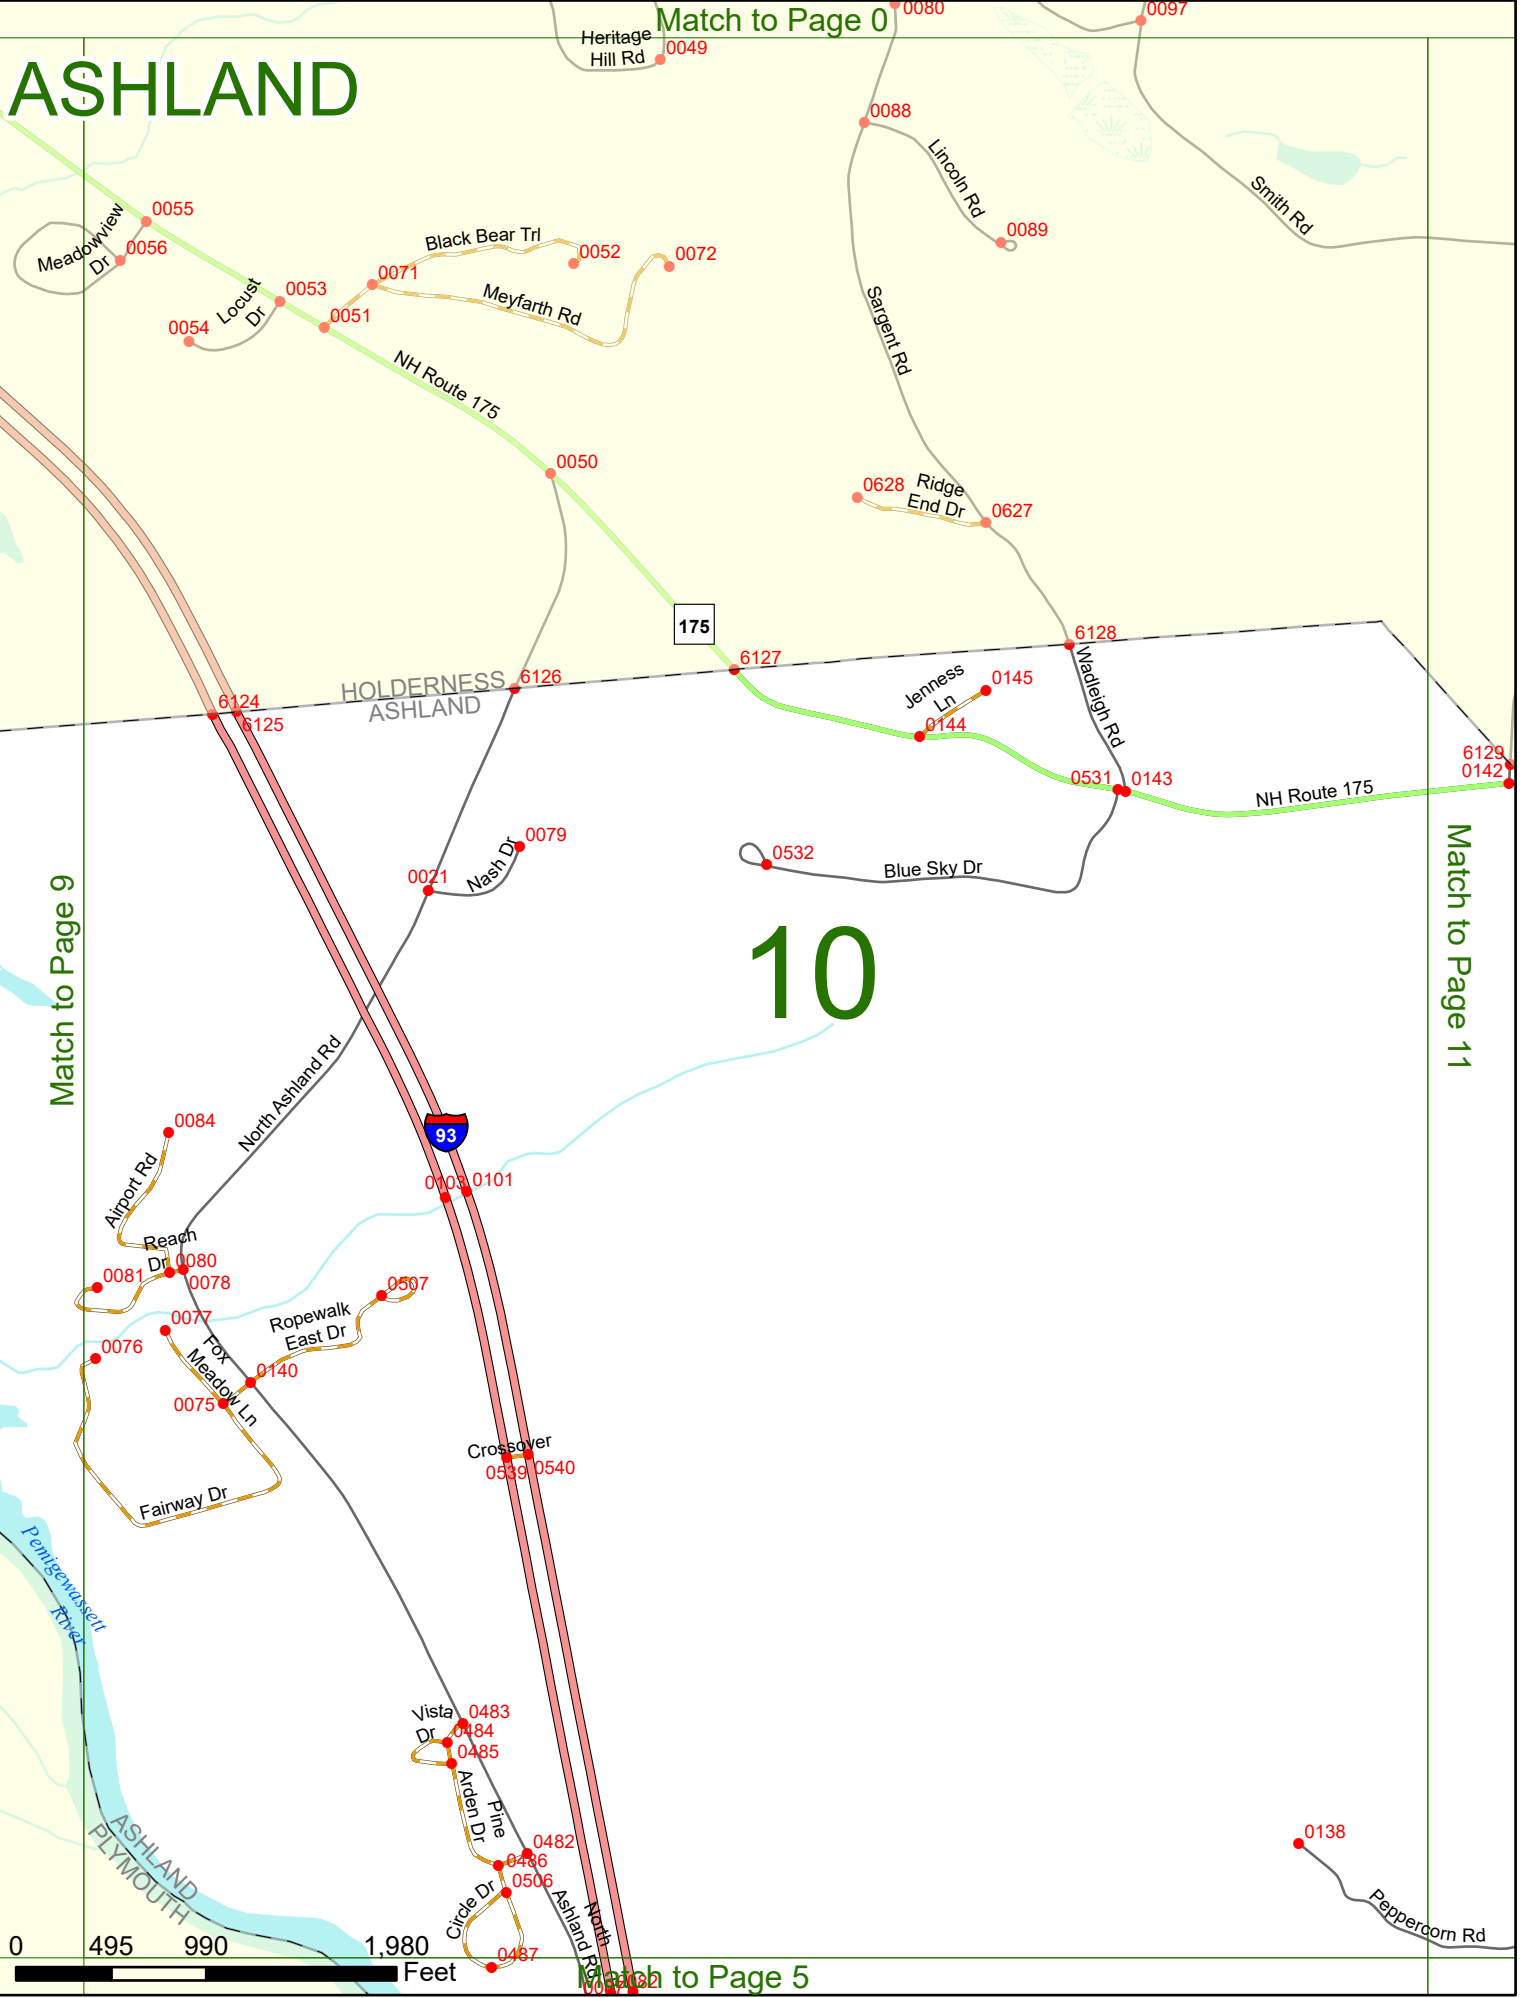 Match to Page 0
0080
0097
Heritage
Hill Rd
0049
ASHLAND
0088
Lincoln Rd
Smith Rd
0055
Meadowview
Dr
0056
Black Bear Trl
0052
0072
0089
0071
0053
Locust
Dr
0051
0054
Meyfarth Rd
Sargent Rd
NH Route 175
0050
0628
Ridge
End Dr
0627
175
6128
6127
HOLDERNESS
ASHLAND
6126
6124
6125
Jenness
Ln
0145
0144
Wadleigh Rd
6129
0142
0531
0143
NH Route 175
0079
Nash Dr
0021
0532
Blue Sky Dr
Match to Page 9
Match to Page 11
10
North Ashland Rd
0084
93
Airport Rd
0103
0101
Reach
Dr
0080
0078
0081
0507
Ropewalk
East Dr
0077
0076
Fox
Meadow Ln
0140
0075
Crossover
0539
0540
Fairway Dr
Pemigewassett
River
Vista
Dr
0483
0484
0485
Arden Dr
Pine
0482
0486
0506
Circle Dr
North
Ashland Rd
0487
0138
Peppercorn Rd
ASHLAND
PLYMOUTH
0
495
990
1,980
Feet
Match to Page 5
0082